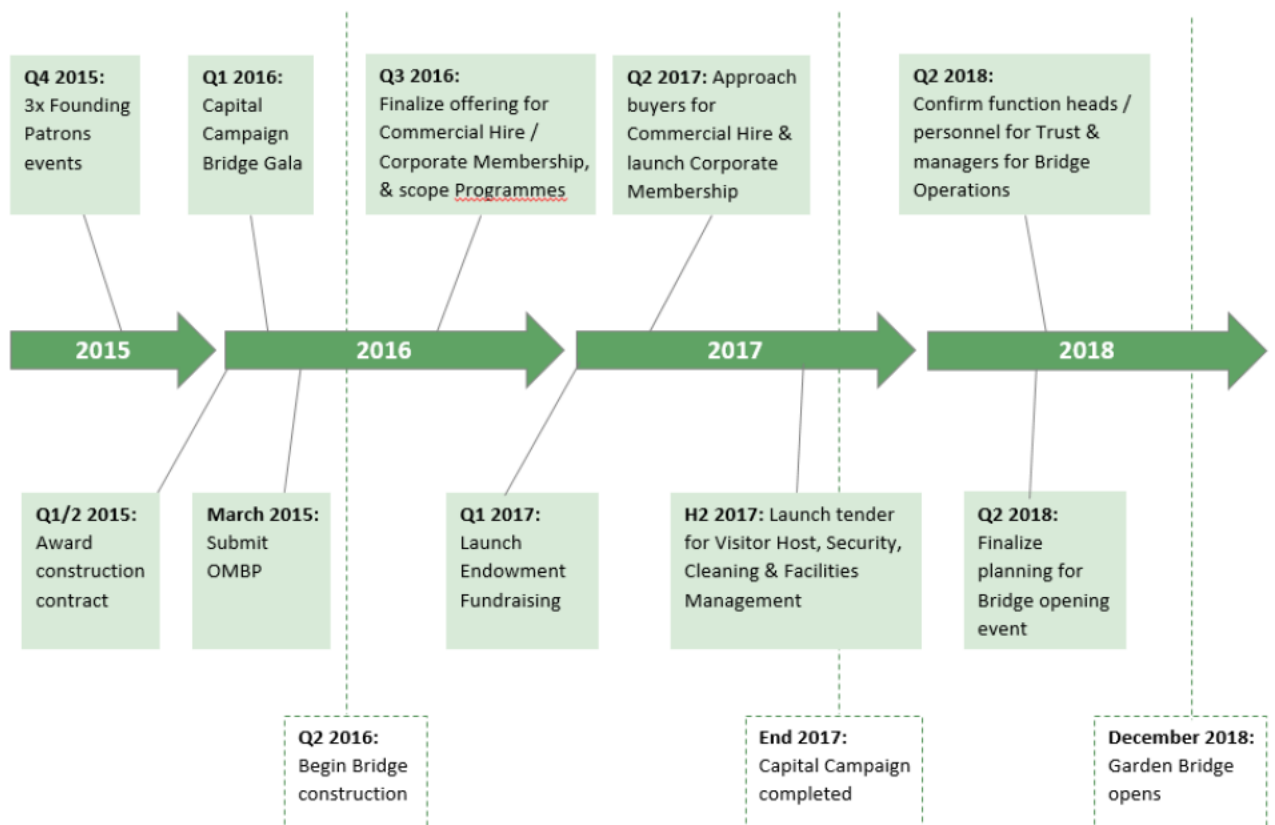 Q4 2015:
3x Founding
Patrons
events
Q1 2016:
Capital
Campaign
Bridge Gala
Q3 2016:
Finalize offering for
Commercial Hire /
Corporate Membership,
& scope Programmes
Q2 2017: Approach
buyers for
Commercial Hire &
launch Corporate
Membership
Q2 2018:
Confirm function heads /
personnel for Trust &
managers for Bridge
Operations
2015
2016
2017
2018
Q1/2 2015:
Award
construction
contract
March 2015:
Submit
OMBP
Q1 2017:
Launch
Endowment
Fundraising
H2 2017: Launch tender
for Visitor Host, Security,
Cleaning & Facilities
Management
Q2 2018:
Finalize
planning for
Bridge opening
event
Q2 2016:
Begin Bridge
construction
End 2017:
Capital Campaign
completed
December 2018:
Garden Bridge
opens